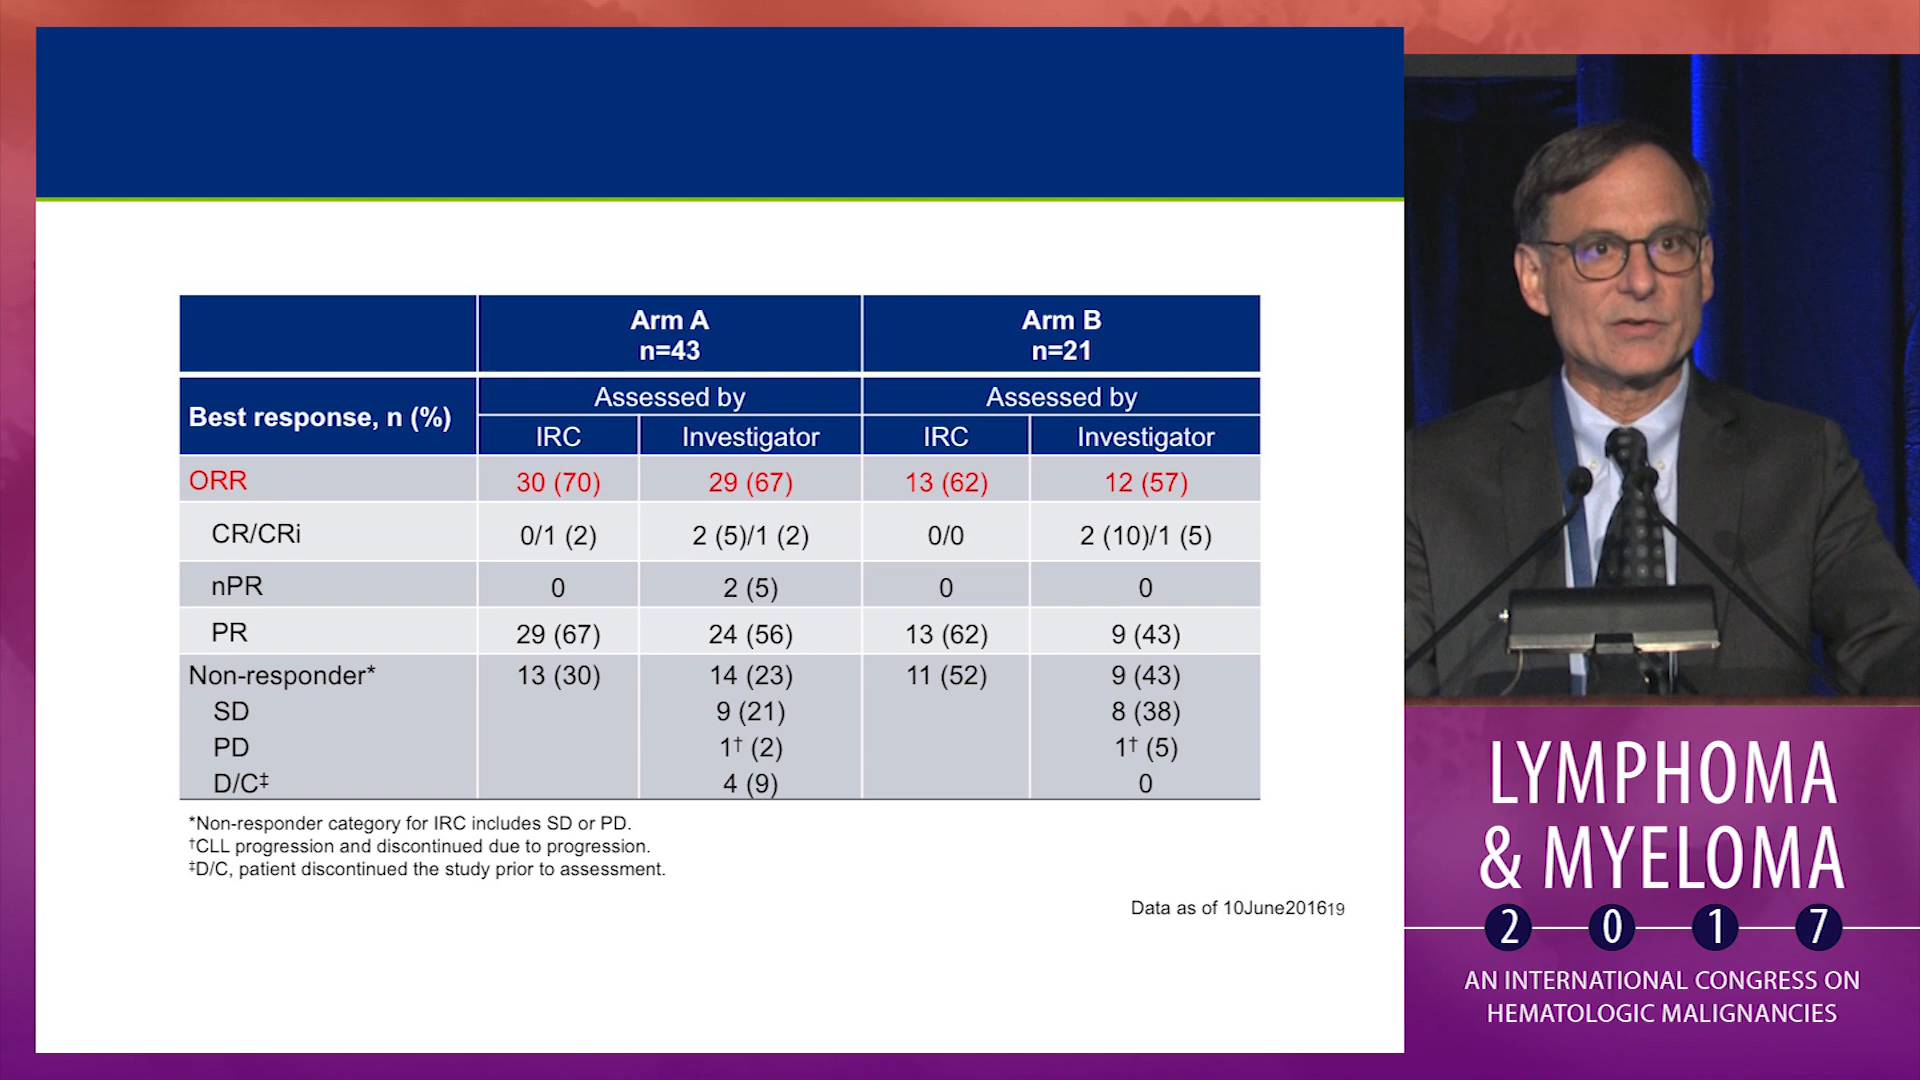 Arm A
n=43
Arm B
n=21
Best response, n (%)
Assessed by
Assessed by
IRC
Investigator
IRC
Investigator
ORR 30 (70) 29 (67) 13 (62) 12 (57)
CR/CRi 0/1 (2) 2 (5)/1 (2) 0/0 2 (10)/1 (5)
nPR 0 2 (5) 0 0
PR 29 (67) 24 (56) 13 (62) 9 (43)
Non-responder* 13 (30) 14 (23) 11 (52) 9 (43)
SD 9 (21) 8 (38)
PD 1† (2) 1† (5)
D/C‡ 4 (9) 0
*Non-responder category for IRC includes SD or PD.
†CLL progression and discontinued due to progression.
‡D/C, patient discontinued the study prior to assessment.
Data as of 10June201619
LYMPHOMA
& MYELOMA
2 0 1 7
AN INTERNATIONAL CONGRESS ON
HEMATOLOGIC MALIGNANCIES